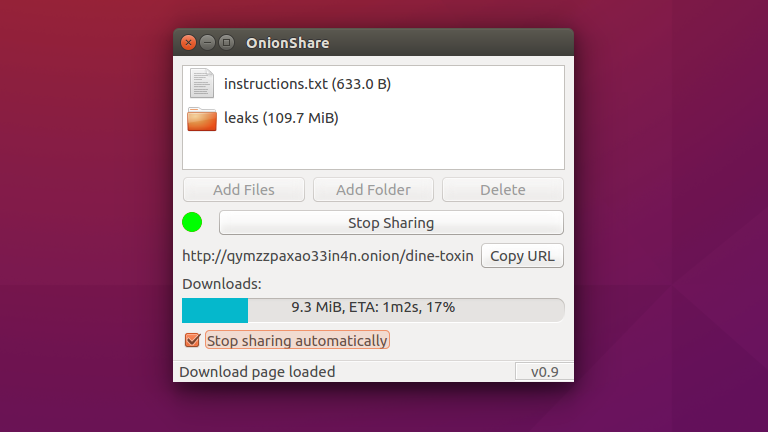 OnionShare
instructions.txt (633.0 B)
leaks (109.7 MiB)
Add Files Add Folder Delete
Stop Sharing
http://qymzzpaxao33in4n.onion/dine-toxin Copy URL
Downloads:
9.3 MiB, ETA: 1m2s, 17%
Stop sharing automatically
Download page loaded v0.9